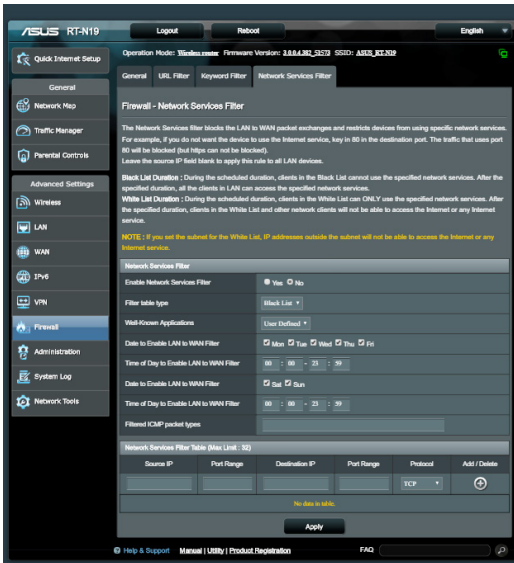 ASUS RT-N19
Logout
Reboot
English
Operation Mode: Wireless router Firmware Version: 3.0.0.4.382_51573 SSID: ASUS_RT-N19
Quick Internet Setup
General
Network Map
Traffic Manager
Parental Controls
Advanced Settings
Wireless
LAN
WAN
IPv6
VPN
Firewall
Administration
System Log
Network Tools
General
URL Filter
Keyword Filter
Network Services Filter
Firewall - Network Services Filter
The Network Services filter blocks the LAN to WAN packet exchanges and restricts devices from using specific network services.
For example, if you do not want the device to use the Internet service, key in 80 in the destination port. The traffic that uses port
80 will be blocked (but https can not be blocked).
Leave the source IP field blank to apply this rule to all LAN devices.
Black List Duration : During the scheduled duration, clients in the Black List cannot use the specified network services. After the
specified duration, all the clients in LAN can access the specified network services.
White List Duration : During the scheduled duration, clients in the White List can ONLY use the specified network services. After
the specified duration, clients in the White List and other network clients will not be able to access the Internet or any Internet
service.
NOTE : If you set the subnet for the White List, IP addresses outside the subnet will not be able to access the Internet or any
Internet service.
Network Services Filter
Enable Network Services Filter
Yes No
Filter table type
Black List
Well-Known Applications
User Defined
Date to Enable LAN to WAN Filter
Mon Tue Wed Thu Fri
Time of Day to Enable LAN to WAN Filter
00 : 00 - 23 : 59
Date to Enable LAN to WAN Filter
Sat Sun
Time of Day to Enable LAN to WAN Filter
00 : 00 - 23 : 59
Filtered ICMP packet types
Network Services Filter Table (Max Limit : 32)
Source IP Port Range Destination IP Port Range Protocol Add / Delete
TCP
No data in table.
Apply
Help & Support Manual | Utility | Product Registration FAQ